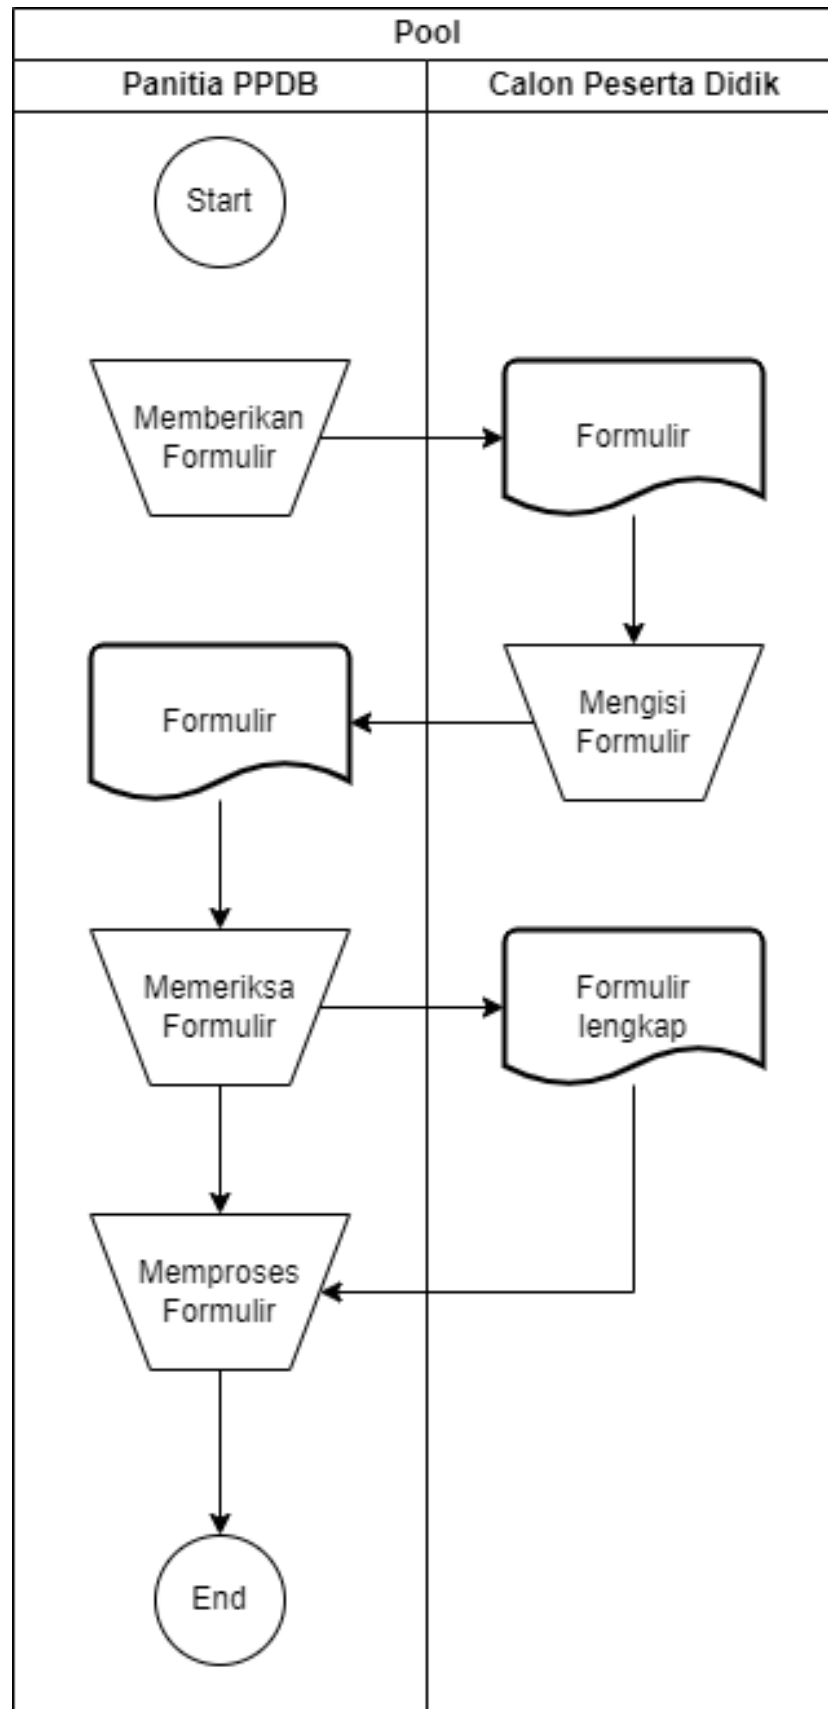 Pool
Panitia PPDB
Calon Peserta Didik
Start
Memberikan
Formulir
Formulir
Mengisi
Formulir
Formulir
Memeriksa
Formulir
Formulir
lengkap
Memproses
Formulir
End